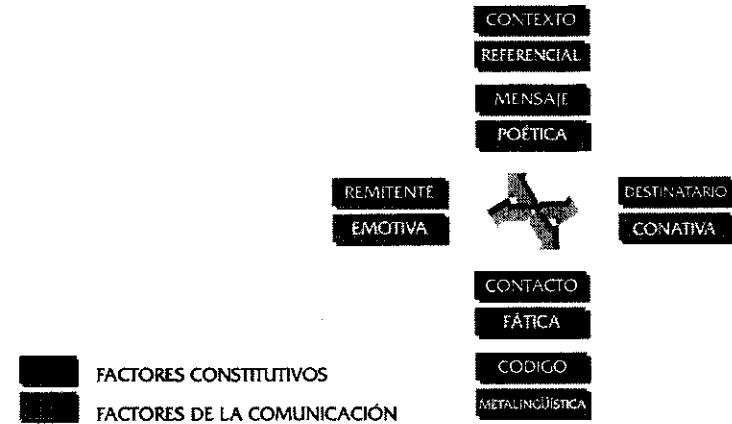 CONTEXTO
REFERENCIAL
MENSAJE
POÉTICA
REMITENTE
DESTINATARIO
EMOTIVA
CONATIVA
CONTACTO
FÁTICA
CODIGO
METALINGÜÍSTICA
FACTORES CONSTITUTIVOS
FACTORES DE LA COMUNICACIÓN